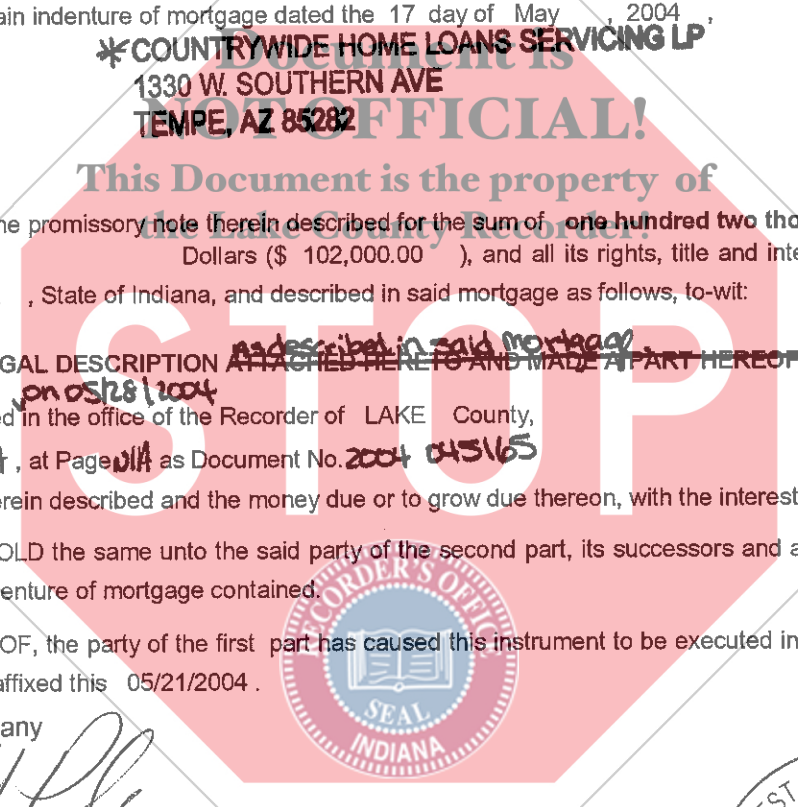 ain indenture of mortgage dated the 17 day of May , 2004 ,
*COUNTRYWIDE HOME LOANS SERVICING LP
1330 W. SOUTHERN AVE
TEMPE, AZ 85282
Document is
NOT OFFICIAL!
This Document is the property of
the Lake County Recorder!
he promissory note therein described for the sum of one hundred two tho
Dollars ($ 102,000.00 ), and all its rights, title and inte
, State of Indiana, and described in said mortgage as follows, to-wit:
as described in said mortgage.
GAL DESCRIPTION ATTACHED HERETO AND MADE A PART HEREOF
on 05/28/2004
ed in the office of the Recorder of LAKE County,
, at Page N/A as Document No. 2004 045165
erein described and the money due or to grow due thereon, with the interest
OLD the same unto the said party of the second part, its successors and a
enture of mortgage contained.
OF, the party of the first part has caused this instrument to be executed in
affixed this 05/21/2004 .
any
STOP
RECORDER'S OFFICE
SEAL
INDIANA
EST